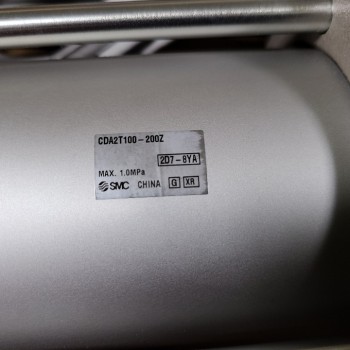 CDA2T100-200Z
2D7-8YA
MAX. 1.0MPa
SMC CHINA G XR